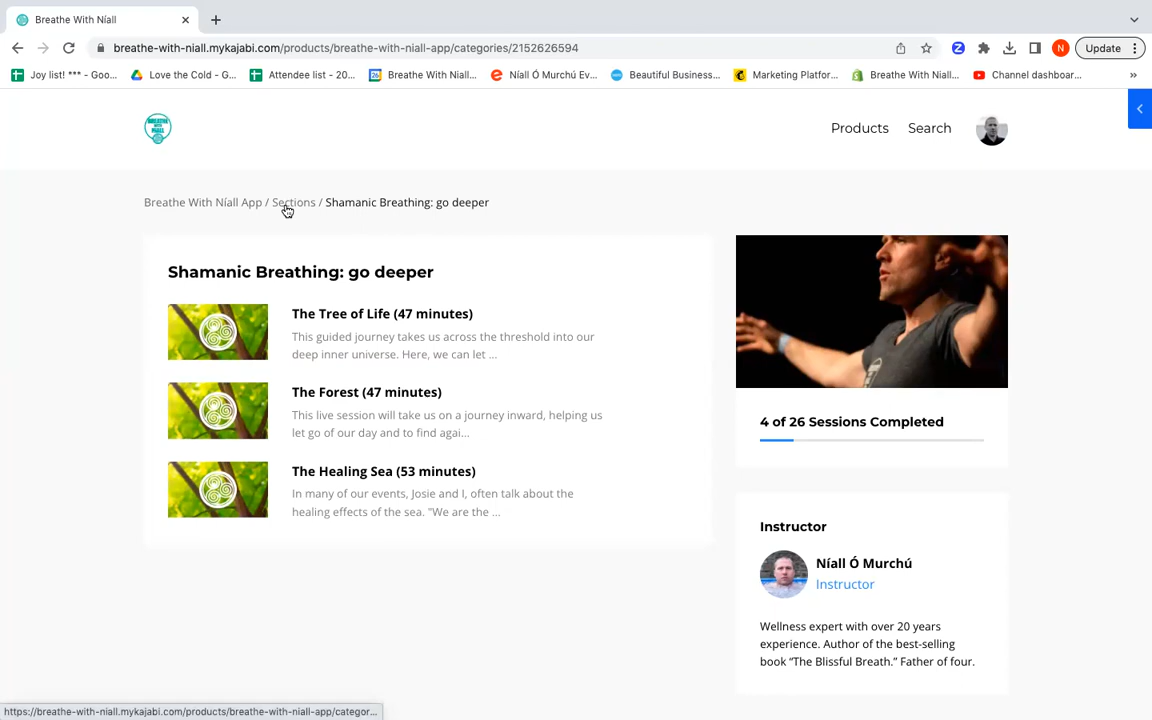 Breathe With Níall
breathe-with-niall.mykajabi.com/products/breathe-with-niall-app/categories/2152626594
N
Update
Joy list! *** - Goo...
Love the Cold - G...
Attendee list - 20...
Breathe With Níall...
Níall Ó Murchú Ev...
Beautiful Business...
Marketing Platfor...
Breathe With Níall...
Channel dashboar...
BREATHE
WITH
NIALL
Products
Search
Breathe With Níall App / Sections / Shamanic Breathing: go deeper
Shamanic Breathing: go deeper
The Tree of Life (47 minutes)
This guided journey takes us across the threshold into our
deep inner universe. Here, we can let ...
The Forest (47 minutes)
This live session will take us on a journey inward, helping us
let go of our day and to find agai...
The Healing Sea (53 minutes)
In many of our events, Josie and I, often talk about the
healing effects of the sea. "We are the ...
4 of 26 Sessions Completed
Instructor
Níall Ó Murchú
Instructor
Wellness expert with over 20 years
experience. Author of the best-selling
book “The Blissful Breath.” Father of four.
https://breathe-with-niall.mykajabi.com/products/breathe-with-niall-app/categor...